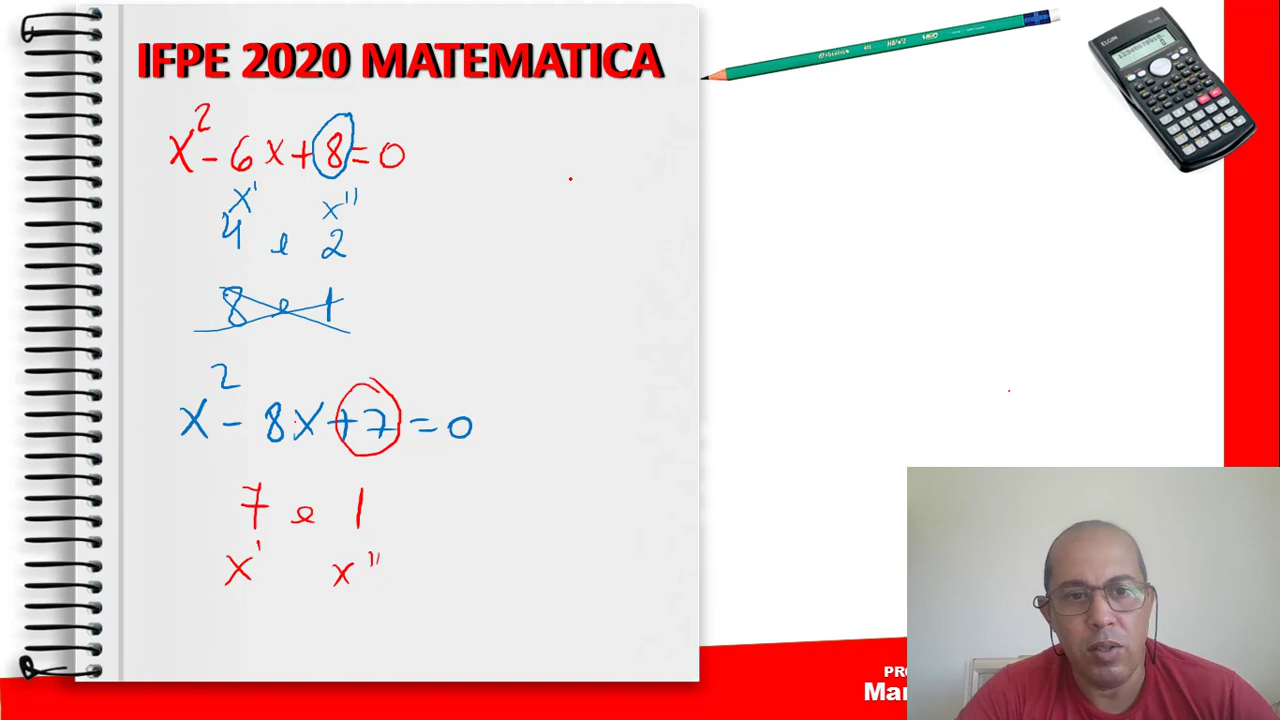 IFPE 2020 MATEMATICA
x² - 6x + 8 = 0
x' x''
4 e 2
8 e 1
x² - 8x + 7 = 0
7 e 1
x' x''
ELGIN
PRO
Mar